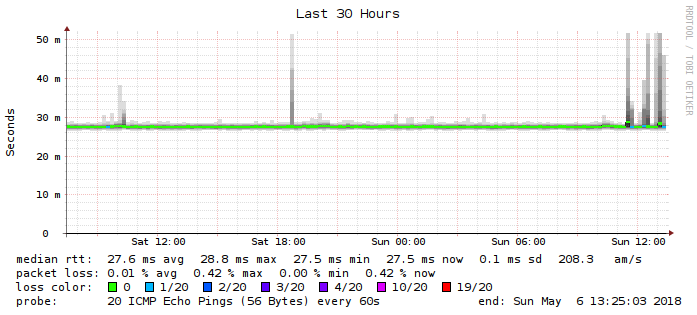 Last 30 Hours
RRDTOOL / TOBI OETIKER
Seconds
50 m
40 m
30 m
20 m
10 m
0
Sat 12:00 Sat 18:00 Sun 00:00 Sun 06:00 Sun 12:00
median rtt: 27.6 ms avg 28.8 ms max 27.5 ms min 27.5 ms now 0.1 ms sd 208.3 am/s
packet loss: 0.01 % avg 0.42 % max 0.00 % min 0.42 % now
loss color: 0 1/20 2/20 3/20 4/20 10/20 19/20
probe: 20 ICMP Echo Pings (56 Bytes) every 60s end: Sun May 6 13:25:03 2018